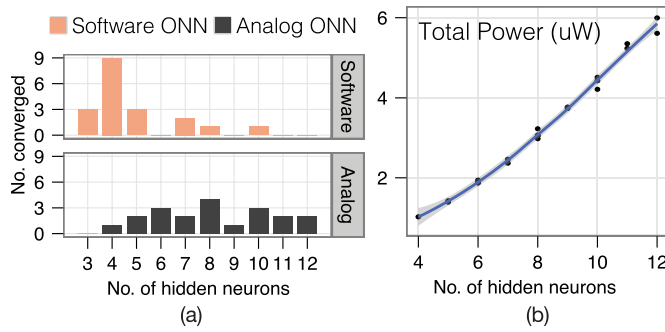 Software ONN Analog ONN
No. converged
9
6
3
0
Software
9
6
3
0
Analog
3 4 5 6 7 8 9 10 11 12
No. of hidden neurons
(a)
Total Power (uW)
6
4
2
4 6 8 10 12
No. of hidden neurons
(b)